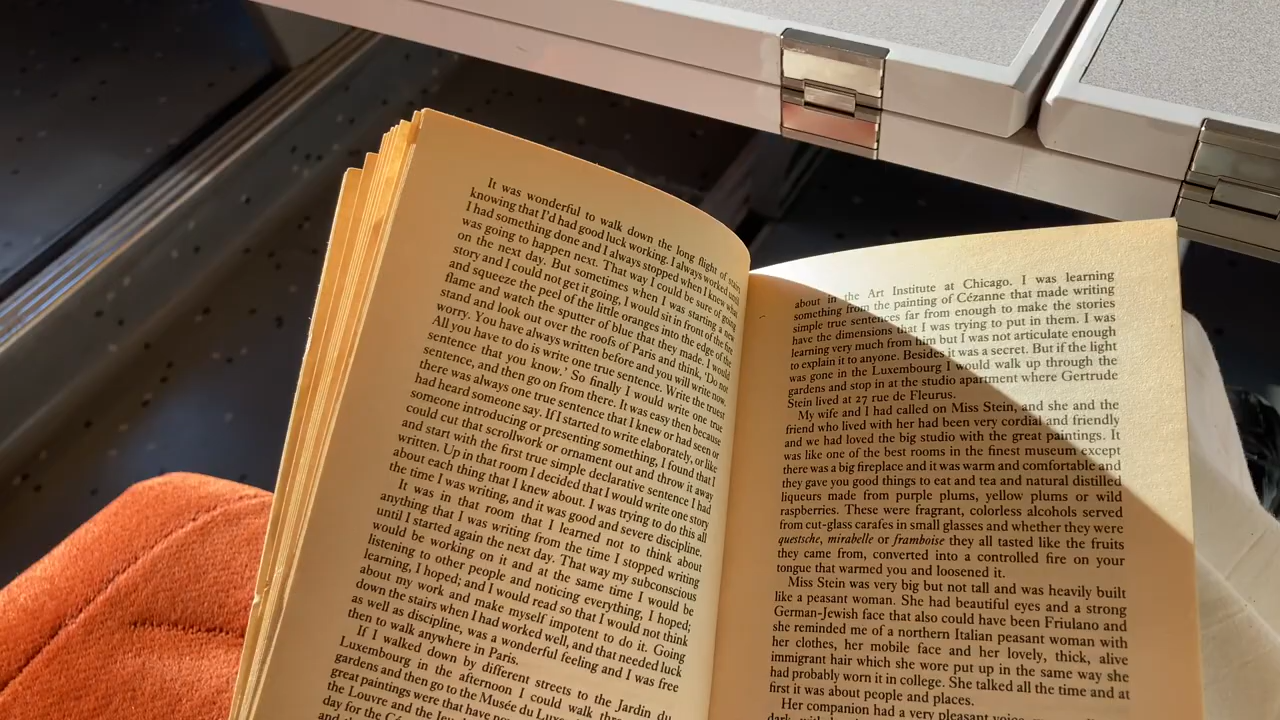 It was wonderful to walk down the long flight of stairs
knowing that I'd had good luck working. I always worked until
I had something done and I always stopped when I knew what
was going to happen next. That way I could be sure of going
on the next day. But sometimes when I was starting a new
story and I could not get it going, I would sit in front of the fire
and squeeze the peel of the little oranges into the edge of the
flame and watch the sputter of blue that they made. I would
stand and look out over the roofs of Paris and think, 'Do not
worry. You have always written before and you will write now.
All you have to do is write one true sentence. Write the truest
sentence that you know.' So finally I would write one true
sentence, and then go on from there. It was easy then because
there was always one true sentence that I knew or had seen or
had heard someone say. If I started to write elaborately, or like
someone introducing or presenting something, I found that I
could cut that scrollwork or ornament out and throw it away
and start with the first true simple declarative sentence I had
written. Up in that room I decided that I would write one story
about each thing that I knew about. I was trying to do this all
the time I was writing, and it was good and severe discipline.
It was in that room that I learned not to think about
anything that I was writing from the time I stopped writing
until I started again the next day. That way my subconscious
would be working on it and at the same time I would be
listening to other people and noticing everything, I hoped;
learning, I hoped; and I would read so that I would not think
about my work and make myself impotent to do it. Going
down the stairs when I had worked well, and that needed luck
as well as discipline, was a wonderful feeling and I was free
then to walk anywhere in Paris.
If I walked down by different streets to the Jardin du
Luxembourg in the afternoon I could walk
gardens and then go to the Musée du
great paintings were that have now
the Louvre and the
day for the
about in the Art Institute at Chicago. I was learning
something from the painting of Cézanne that made writing
simple true sentences far from enough to make the stories
have the dimensions that I was trying to put in them. I was
learning very much from him but I was not articulate enough
to explain it to anyone. Besides it was a secret. But if the light
was gone in the Luxembourg I would walk up through the
gardens and stop in at the studio apartment where Gertrude
Stein lived at 27 rue de Fleurus.
My wife and I had called on Miss Stein, and she and the
friend who lived with her had been very cordial and friendly
and we had loved the big studio with the great paintings. It
was like one of the best rooms in the finest museum except
there was a big fireplace and it was warm and comfortable and
they gave you good things to eat and tea and natural distilled
liqueurs made from purple plums, yellow plums or wild
raspberries. These were fragrant, colorless alcohols served
from cut-glass carafes in small glasses and whether they were
questsche, mirabelle or framboise they all tasted like the fruits
they came from, converted into a controlled fire on your
tongue that warmed you and loosened it.
Miss Stein was very big but not tall and was heavily built
like a peasant woman. She had beautiful eyes and a strong
German-Jewish face that also could have been Friulano and
she reminded me of a northern Italian peasant woman with
her clothes, her mobile face and her lovely, thick, alive
immigrant hair which she wore put up in the same way she
had probably worn it in college. She talked all the time and at
first it was about people and places.
Her companion had a very pleasant voice,